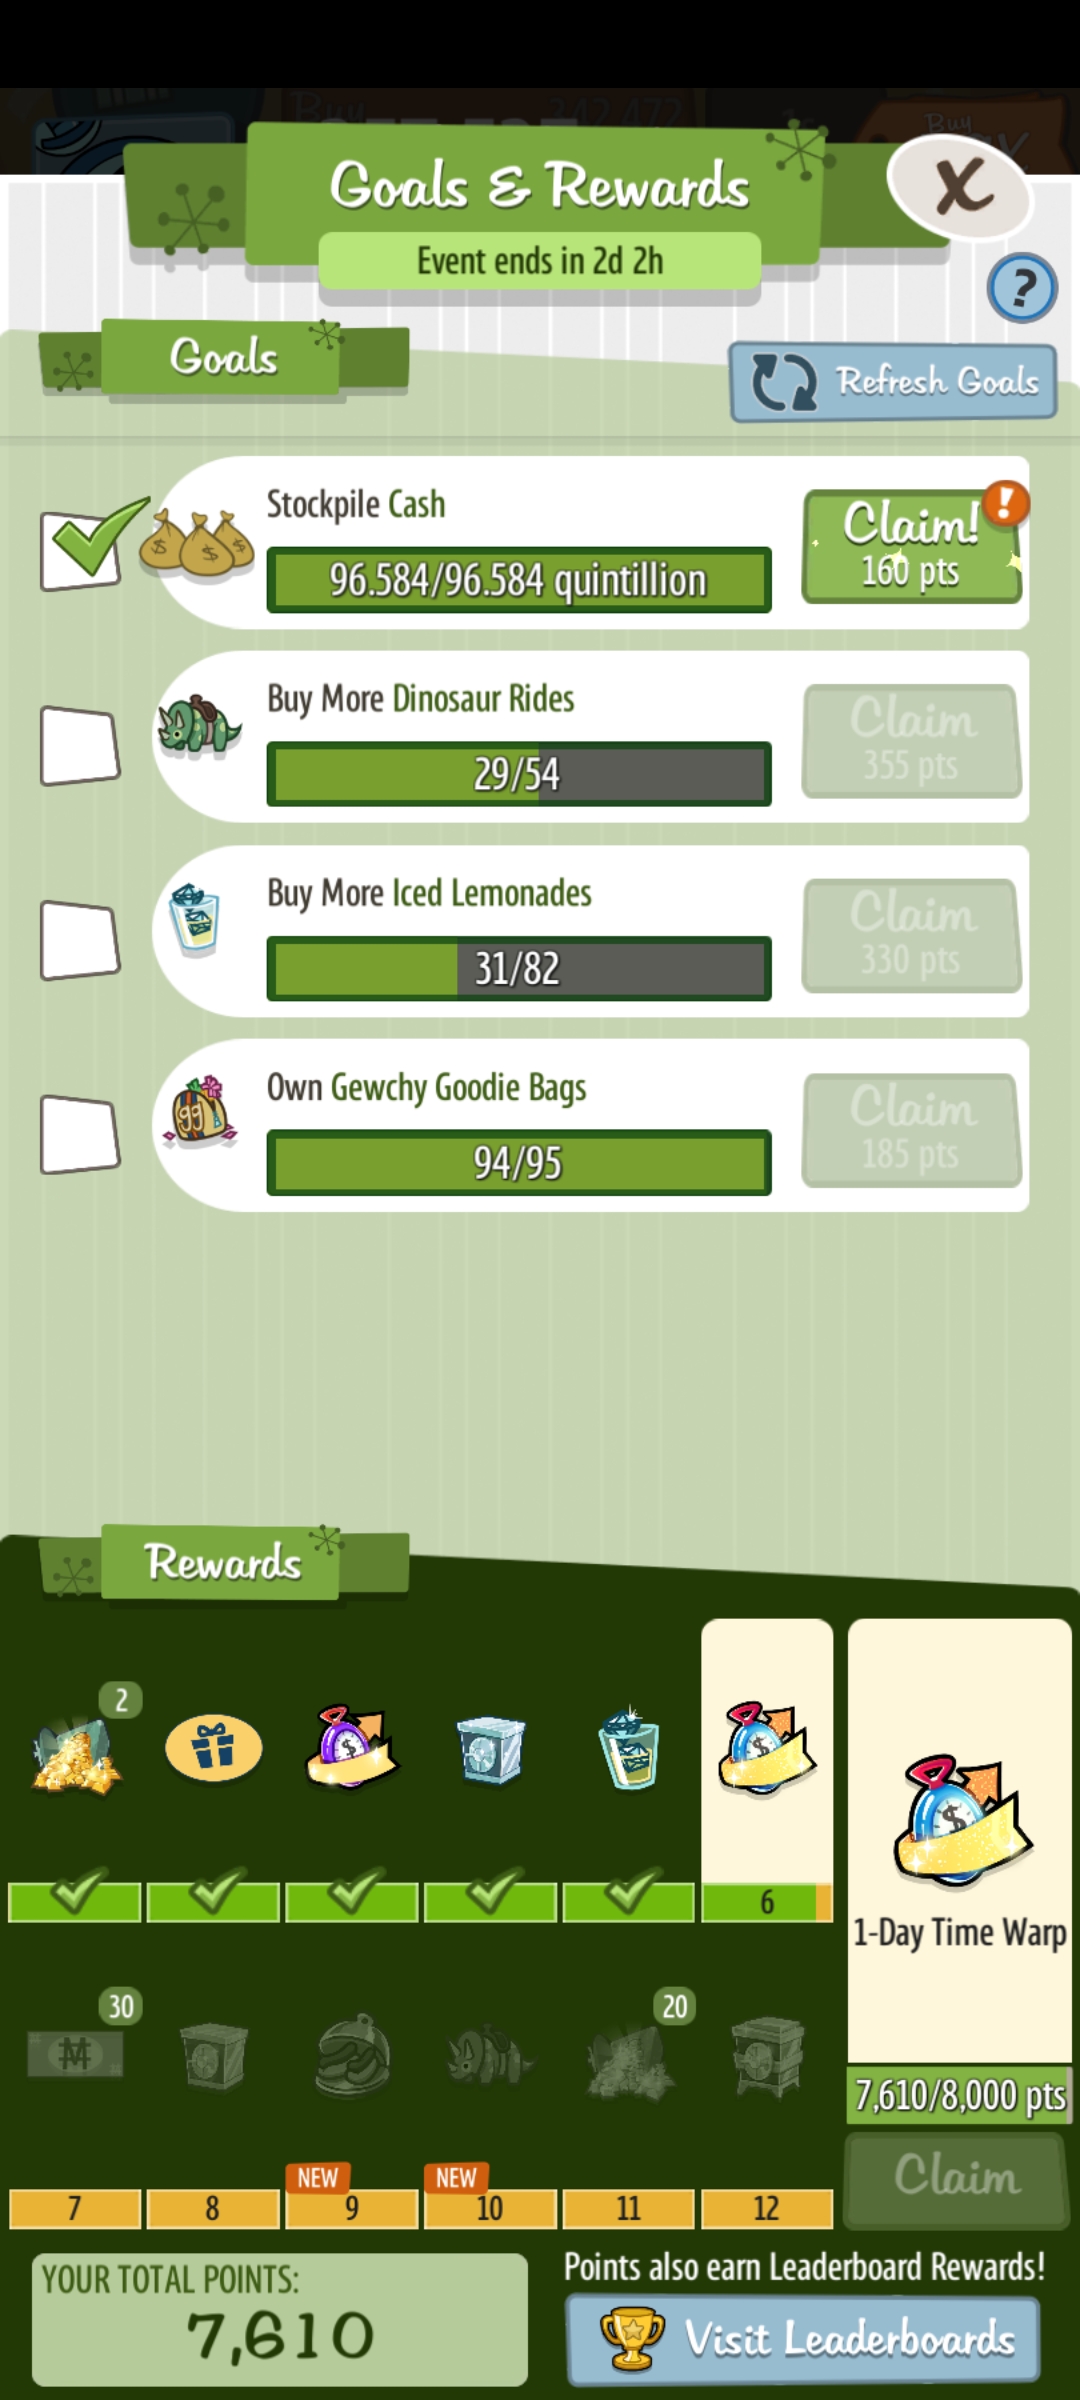 Buy 342,472
Buy
Goals & Rewards
X
Event ends in 2d 2h
?
Goals
Refresh Goals
Stockpile Cash
96.584/96.584 quintillion
Claim!
!
160 pts
Buy More Dinosaur Rides
29/54
Claim
355 pts
Buy More Iced Lemonades
31/82
Claim
330 pts
Own Gewchy Goodie Bags
94/95
Claim
185 pts
Rewards
2
6
1-Day Time Warp
7,610/8,000 pts
Claim
30
20
NEW
NEW
7
8
9
10
11
12
YOUR TOTAL POINTS:
7,610
Points also earn Leaderboard Rewards!
Visit Leaderboards